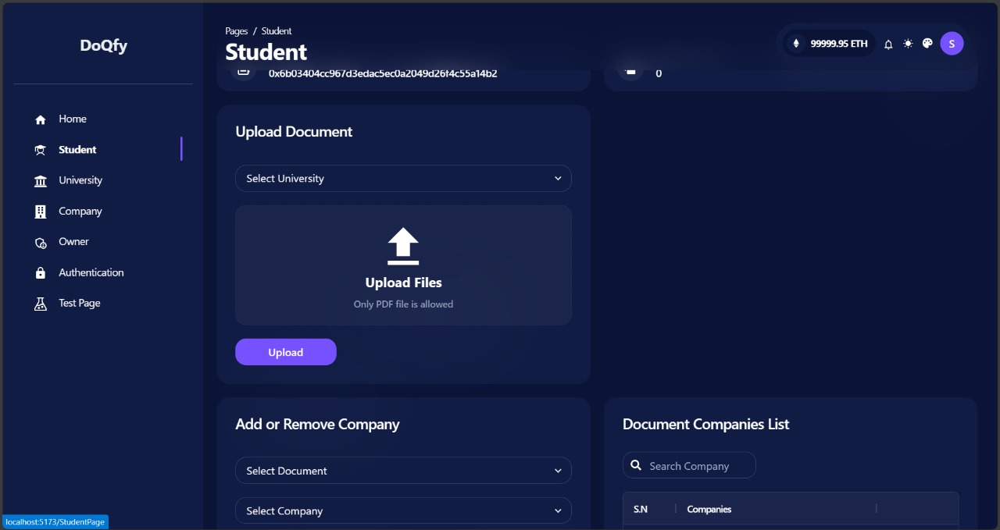 DoQfy
Home
Student
University
Company
Owner
Authentication
Test Page
localhost:5173/StudentPage
Pages / Student
Student
99999.95 ETH
S
0x6b03404cc967d3edac5ec0a2049d26f4c55a14b2
0
Upload Document
Select University
Upload Files
Only PDF file is allowed
Upload
Add or Remove Company
Select Document
Select Company
Document Companies List
Search Company
S.N Companies